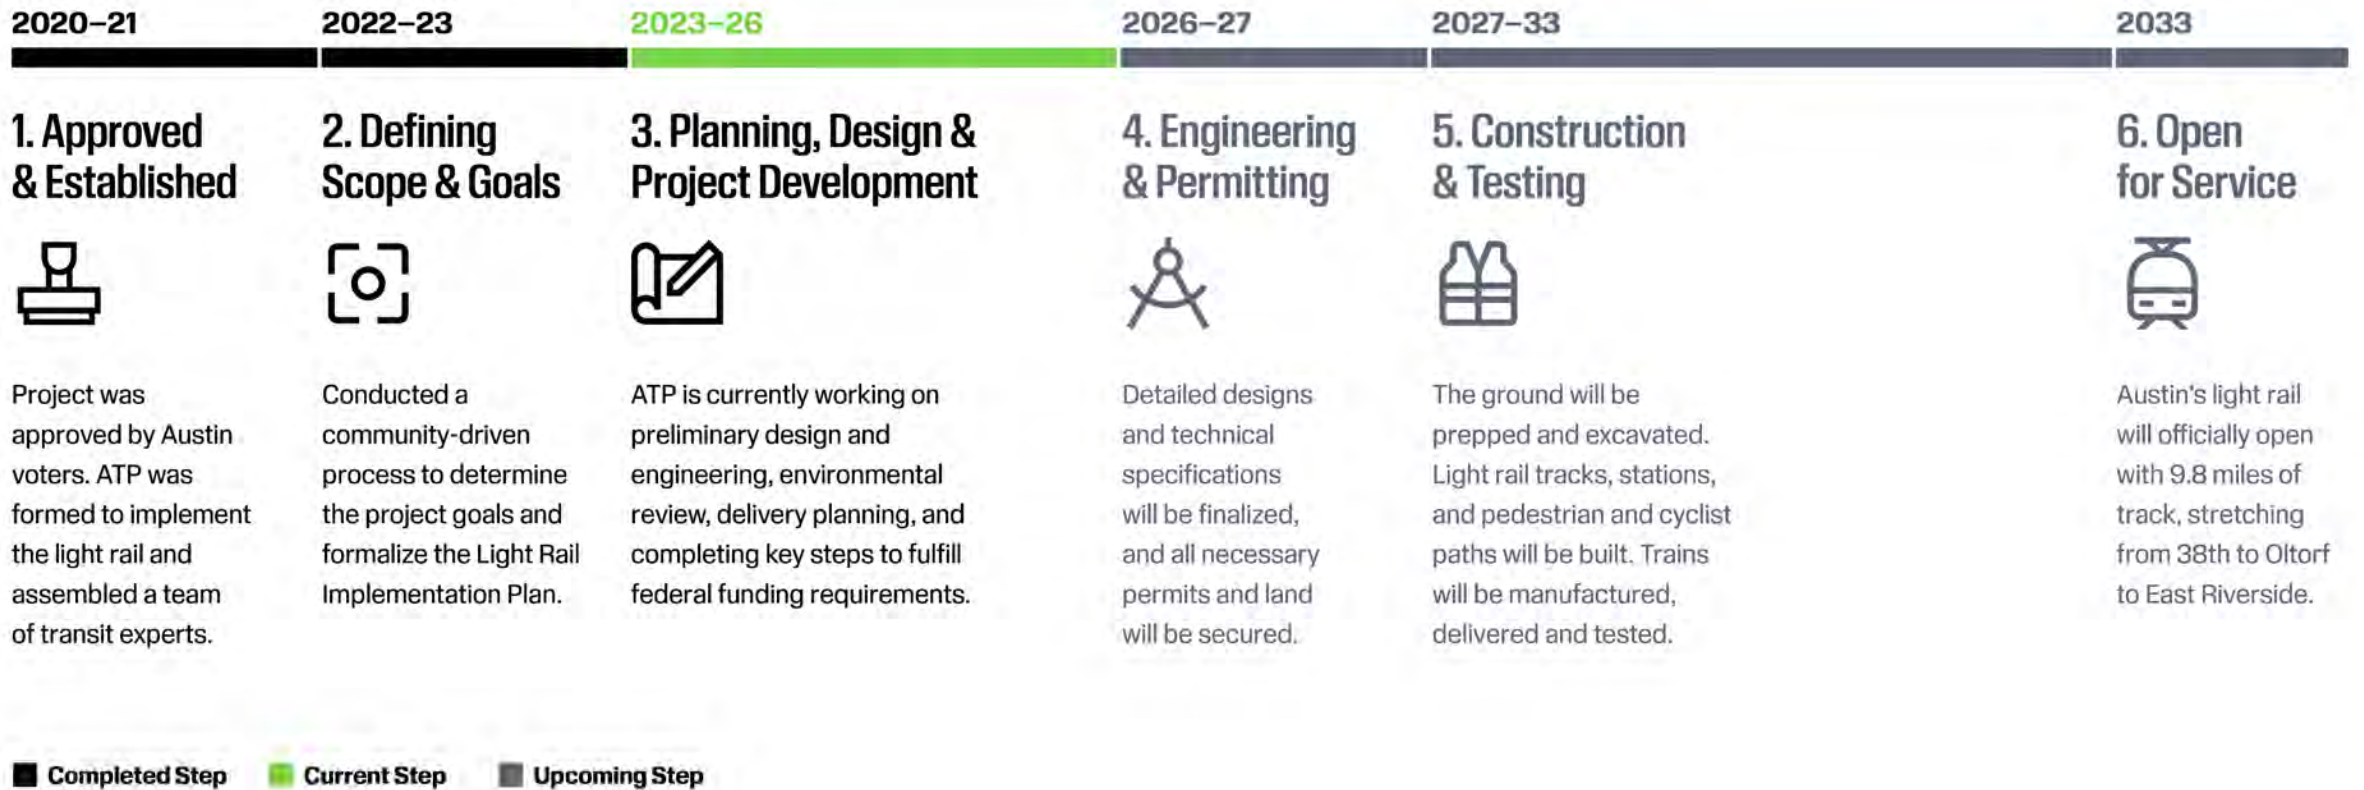 2020–21
2022–23
2023–26
2026–27
2027–33
2033
1. Approved
& Established
2. Defining
Scope & Goals
3. Planning, Design &
Project Development
4. Engineering
& Permitting
5. Construction
& Testing
6. Open
for Service
Project was
approved by Austin
voters. ATP was
formed to implement
the light rail and
assembled a team
of transit experts.
Conducted a
community-driven
process to determine
the project goals and
formalize the Light Rail
Implementation Plan.
ATP is currently working on
preliminary design and
engineering, environmental
review, delivery planning, and
completing key steps to fulfill
federal funding requirements.
Detailed designs
and technical
specifications
will be finalized,
and all necessary
permits and land
will be secured.
The ground will be
prepped and excavated.
Light rail tracks, stations,
and pedestrian and cyclist
paths will be built. Trains
will be manufactured,
delivered and tested.
Austin's light rail
will officially open
with 9.8 miles of
track, stretching
from 38th to Oltorf
to East Riverside.
Completed Step
Current Step
Upcoming Step